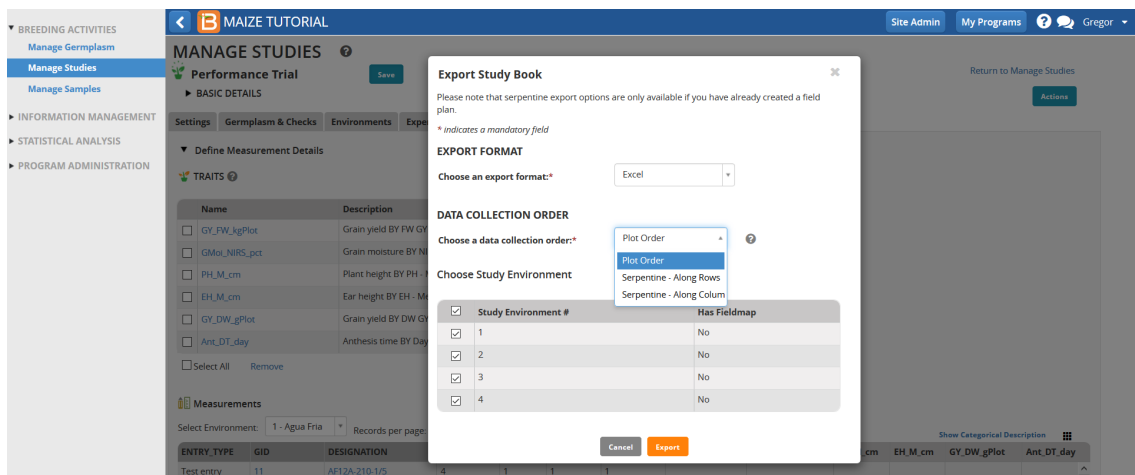 MAIZE TUTORIAL
Site Admin
My Programs
Gregor
BREEDING ACTIVITIES
Manage Germplasm
Manage Studies
Manage Samples
INFORMATION MANAGEMENT
STATISTICAL ANALYSIS
PROGRAM ADMINISTRATION
MANAGE STUDIES
Performance Trial
Save
Return to Manage Studies
BASIC DETAILS
Actions
Settings Germplasm & Checks Environments Expe
Define Measurement Details
TRAITS
Name Description
GY_FW_kgPlot Grain yield BY FW GY
GMoi_NIRS_pct Grain moisture BY NI
PH_M_cm Plant height BY PH - M
EH_M_cm Ear height BY EH - Me
GY_DW_gPlot Grain yield BY DW GY
Ant_DT_day Anthesis time BY Day
Select All Remove
Measurements
Select Environment: 1 - Agua Fria Records per page:
Show Categorical Description
ENTRY_TYPE GID DESIGNATION _cm EH_M_cm GY_DW_gPlot Ant_DT_day
Test entry 11 AF12A-210-1/5 4 1 1 1
Export Study Book
Please note that serpentine export options are only available if you have already created a field
plan.
* indicates a mandatory field
EXPORT FORMAT
Choose an export format:* Excel
DATA COLLECTION ORDER
Choose a data collection order:* Plot Order
Plot Order
Serpentine - Along Rows
Serpentine - Along Colum
Choose Study Environment
Study Environment # Has Fieldmap
1 No
2 No
3 No
4 No
Cancel Export